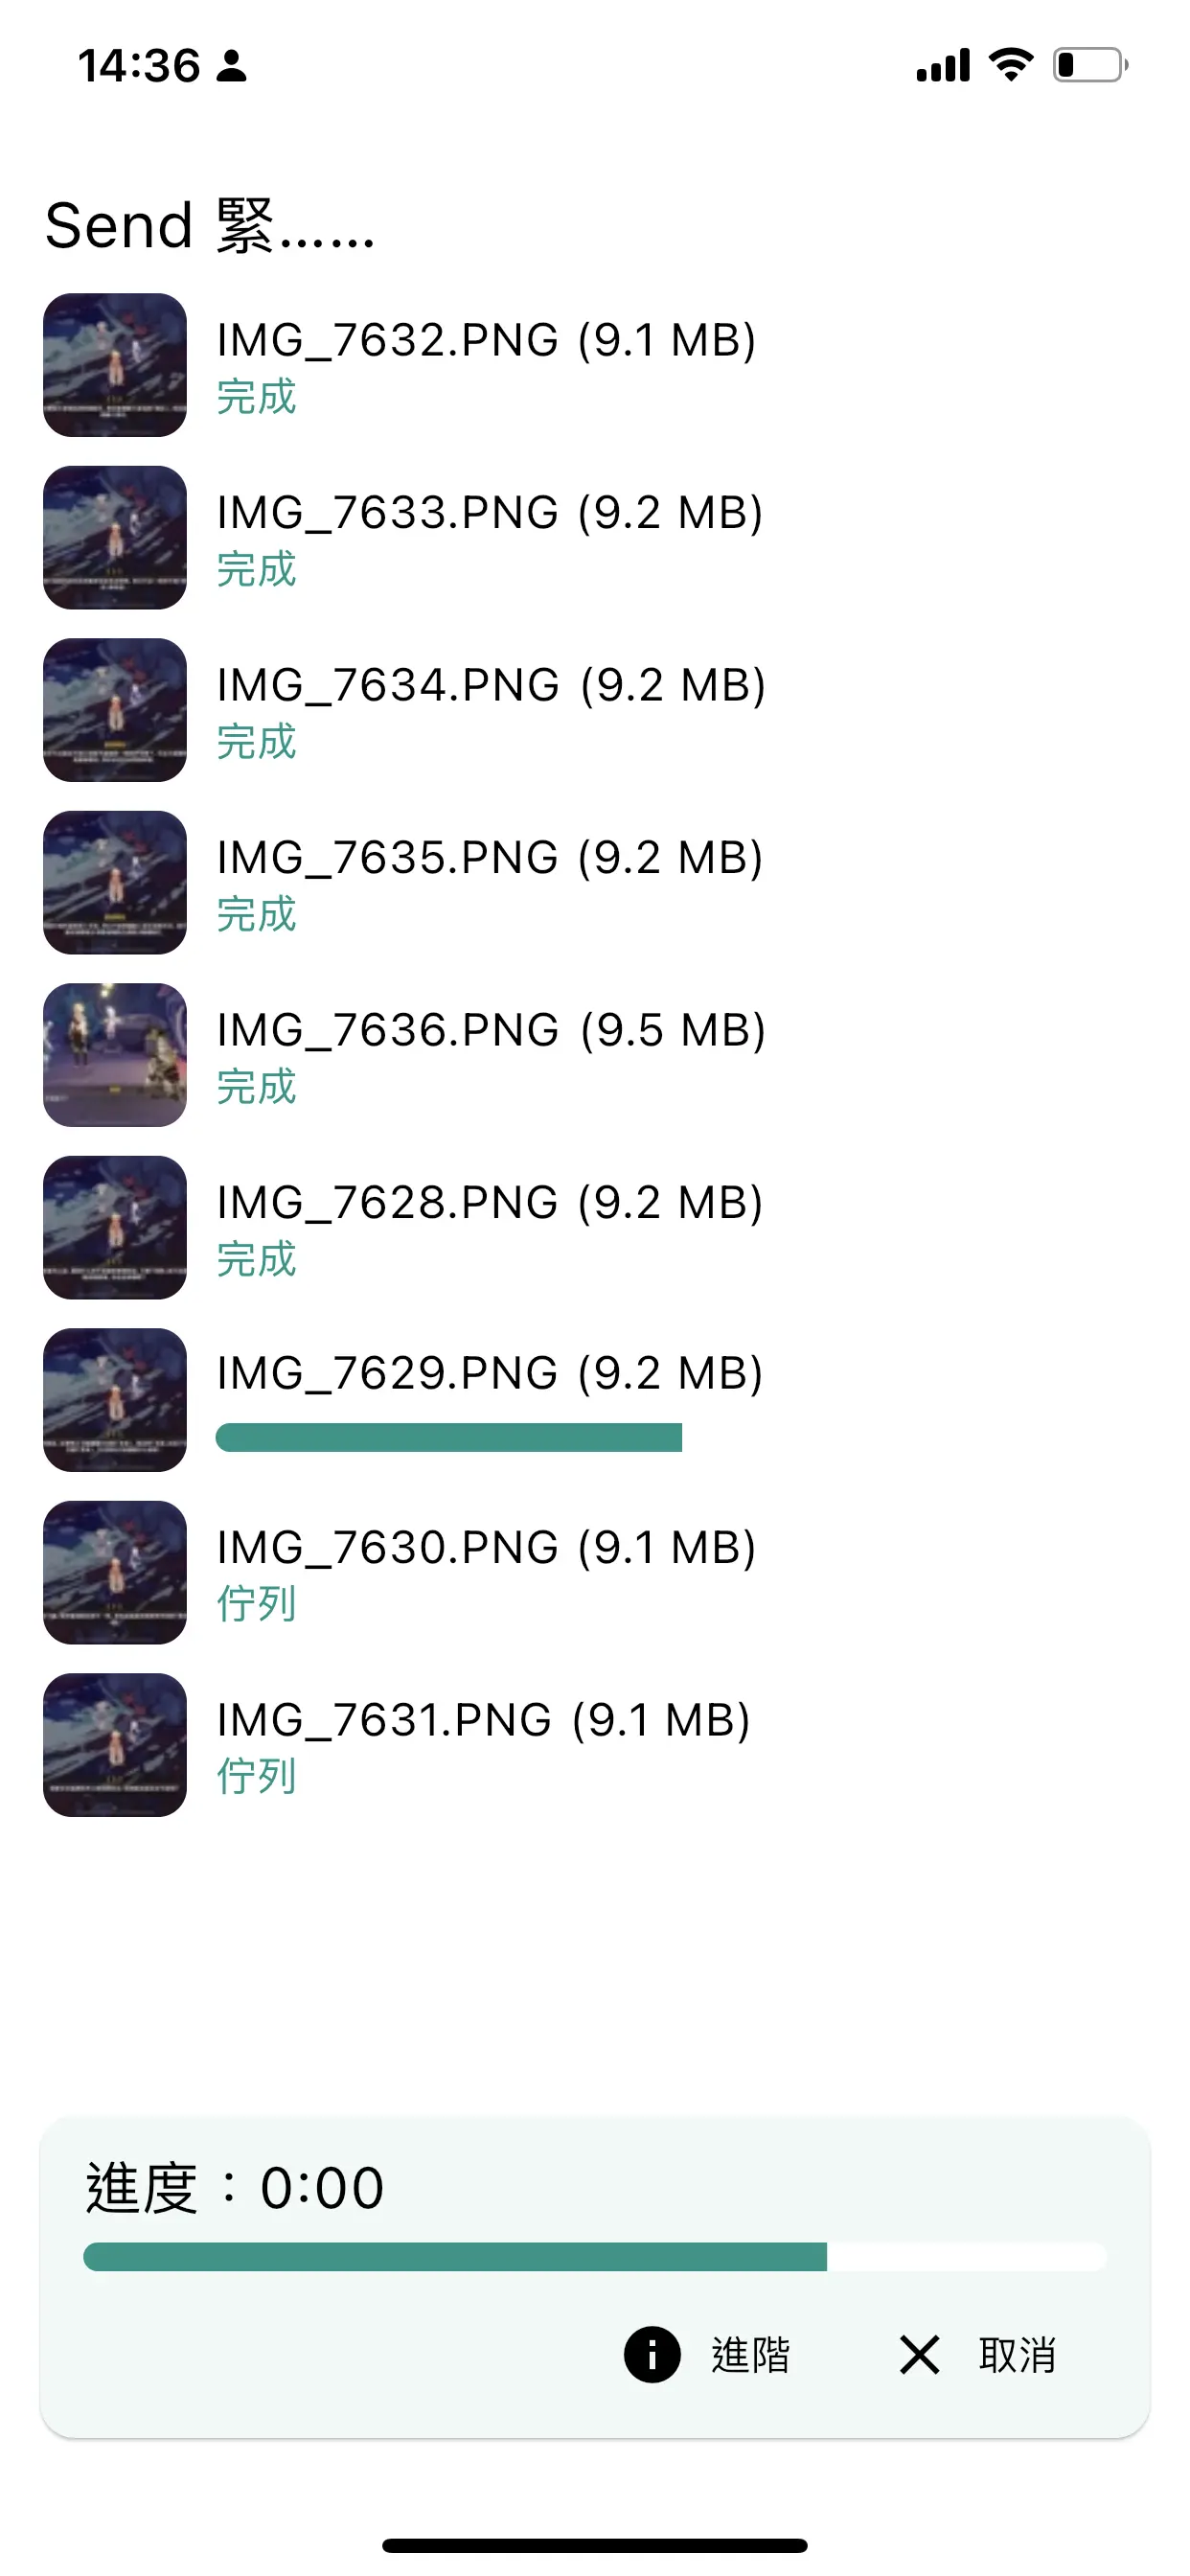 14:36
Send 緊……
IMG_7632.PNG (9.1 MB)
完成
IMG_7633.PNG (9.2 MB)
完成
IMG_7634.PNG (9.2 MB)
完成
IMG_7635.PNG (9.2 MB)
完成
IMG_7636.PNG (9.5 MB)
完成
IMG_7628.PNG (9.2 MB)
完成
IMG_7629.PNG (9.2 MB)
IMG_7630.PNG (9.1 MB)
佇列
IMG_7631.PNG (9.1 MB)
佇列
進度：0:00
進階
取消